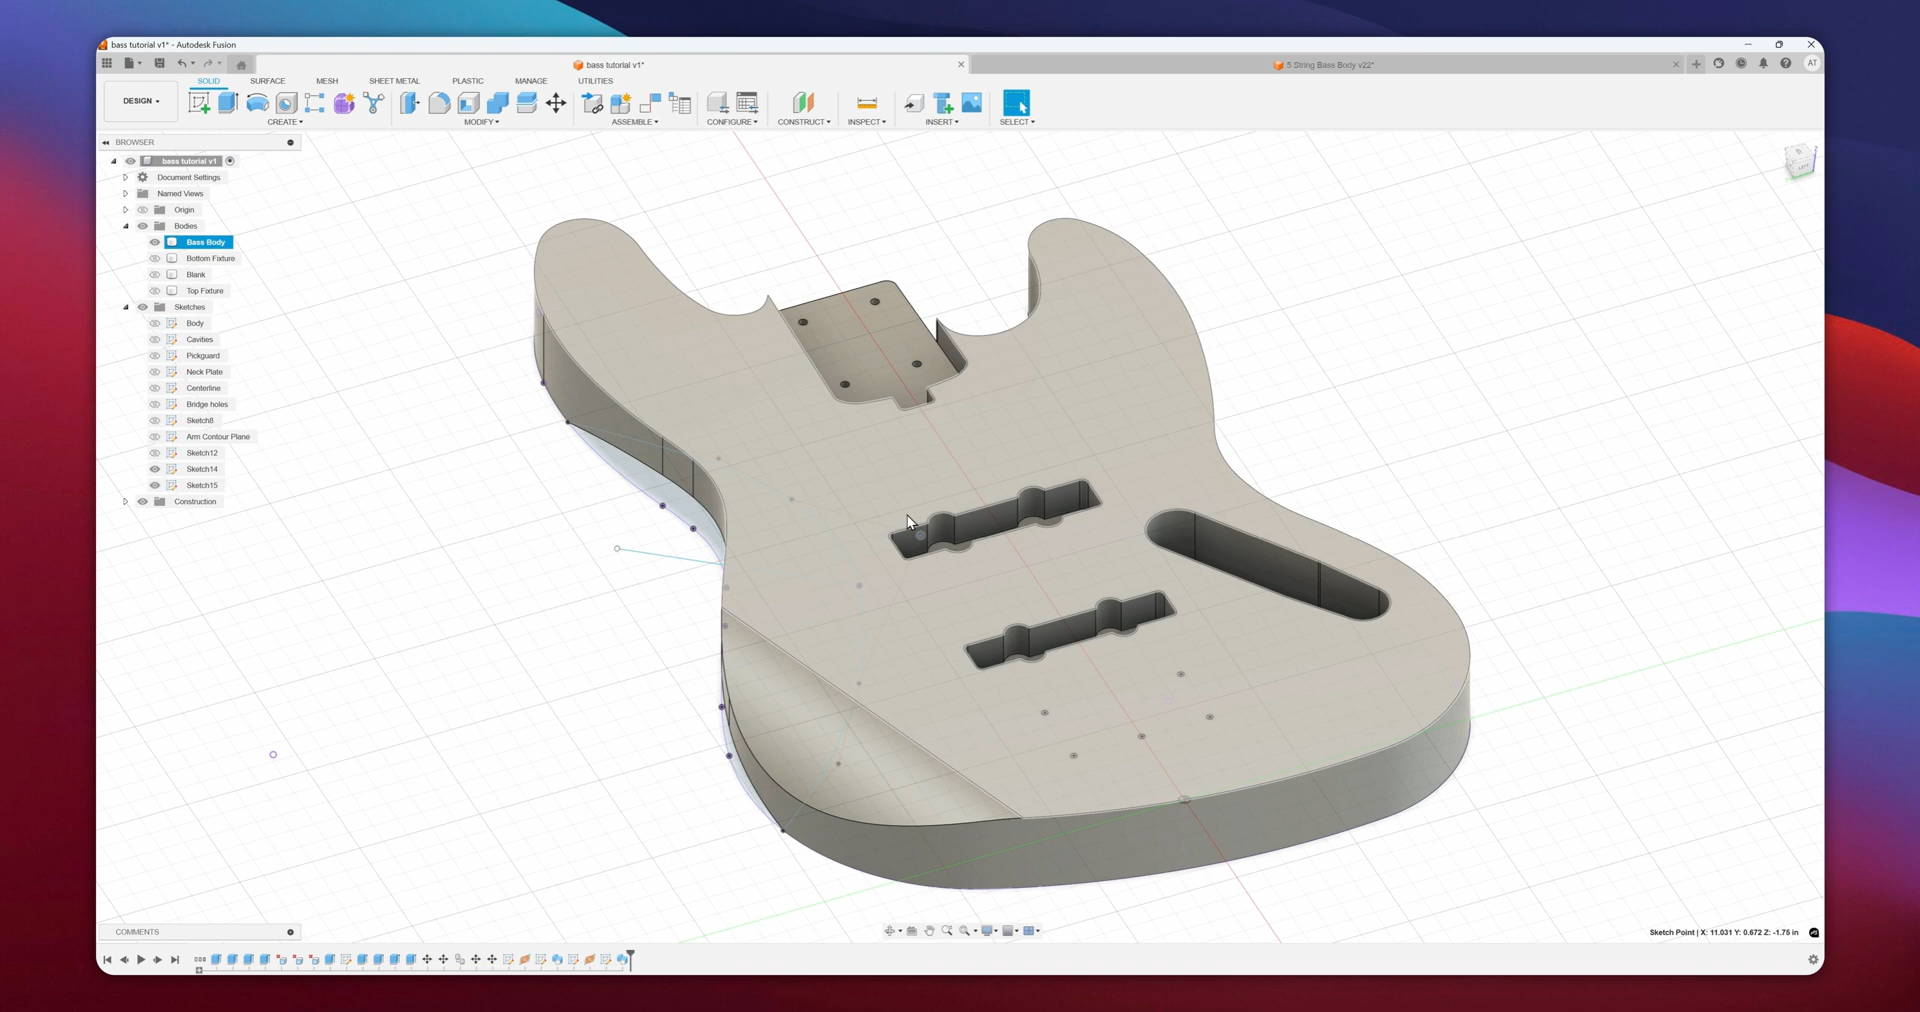 bass tutorial v1* - Autodesk Fusion
bass tutorial v1*
5 String Bass Body v22*
AT
DESIGN
SOLID
SURFACE
MESH
SHEET METAL
PLASTIC
MANAGE
UTILITIES
CREATE
MODIFY
ASSEMBLE
CONFIGURE
CONSTRUCT
INSPECT
INSERT
SELECT
BROWSER
bass tutorial v1
Document Settings
Named Views
Origin
Bodies
Bass Body
Bottom Fixture
Blank
Top Fixture
Sketches
Body
Cavities
Pickguard
Neck Plate
Centerline
Bridge holes
Sketch8
Arm Contour Plane
Sketch12
Sketch14
Sketch15
Construction
COMMENTS
Sketch Point | X: 11.031 Y: 0.672 Z: -1.75 in